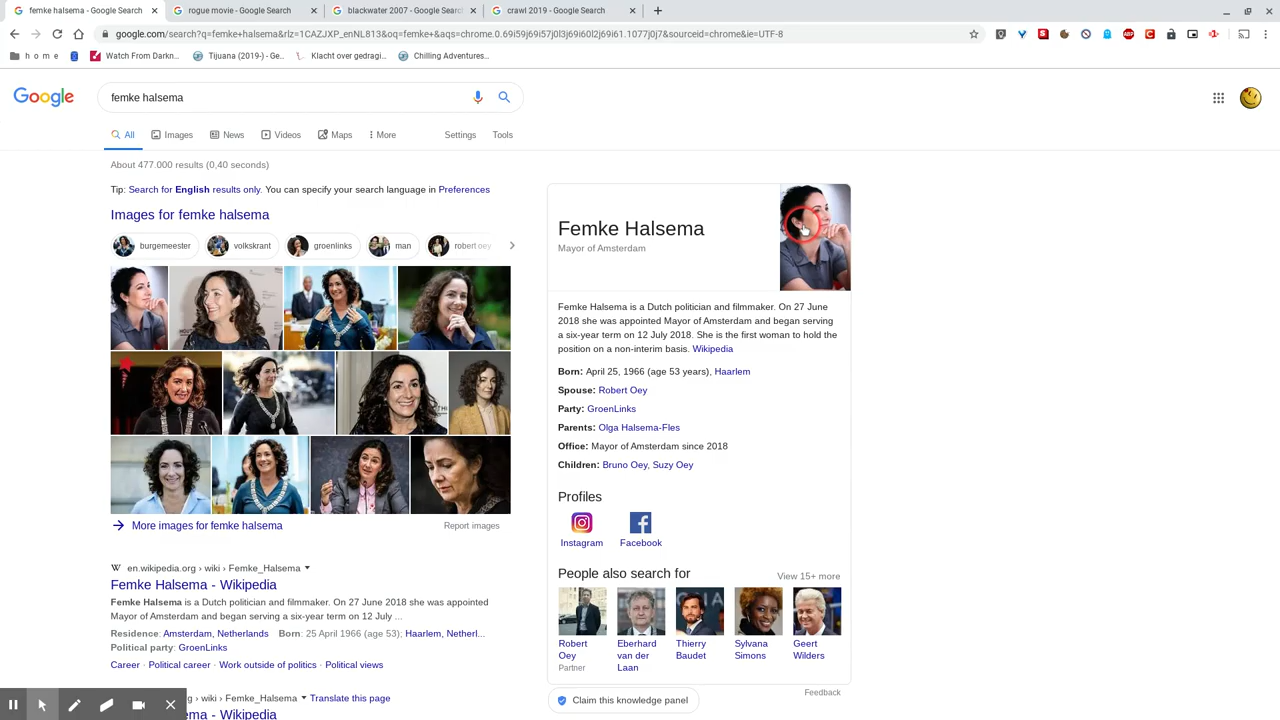 femke halsema - Google Search
rogue movie - Google Search
blackwater 2007 - Google Searc
crawl 2019 - Google Search
google.com/search?q=femke+halsema&rlz=1CAZJXP_enNL813&oq=femke+&aqs=chrome.0.69i59j69i57j0l3j69i60l2j69i61.1077j0j7&sourceid=chrome&ie=UTF-8
h o m e
Watch From Darkn...
Tijuana (2019-) - Ge...
Klacht over gedragi...
Chilling Adventures...
Google
femke halsema
All
Images
News
Videos
Maps
More
Settings
Tools
About 477.000 results (0,40 seconds)
Tip: Search for English results only. You can specify your search language in Preferences
Images for femke halsema
burgemeester
volkskrant
groenlinks
man
robert oey
More images for femke halsema
Report images
en.wikipedia.org › wiki › Femke_Halsema
Femke Halsema - Wikipedia
Femke Halsema is a Dutch politician and filmmaker. On 27 June 2018 she was appointed
Mayor of Amsterdam and began serving a six-year term on 12 July ...
Residence: Amsterdam, Netherlands Born: 25 April 1966 (age 53); Haarlem, Netherl...
Political party: GroenLinks
Career · Political career · Work outside of politics · Political views
› wiki › Femke_Halsema
Translate this page
ema - Wikipedia
Femke Halsema
Mayor of Amsterdam
Femke Halsema is a Dutch politician and filmmaker. On 27 June
2018 she was appointed Mayor of Amsterdam and began serving
a six-year term on 12 July 2018. She is the first woman to hold the
position on a non-interim basis. Wikipedia
Born: April 25, 1966 (age 53 years), Haarlem
Spouse: Robert Oey
Party: GroenLinks
Parents: Olga Halsema-Fles
Office: Mayor of Amsterdam since 2018
Children: Bruno Oey, Suzy Oey
Profiles
Instagram
Facebook
People also search for
View 15+ more
Robert
Oey
Partner
Eberhard
van der
Laan
Thierry
Baudet
Sylvana
Simons
Geert
Wilders
Claim this knowledge panel
Feedback